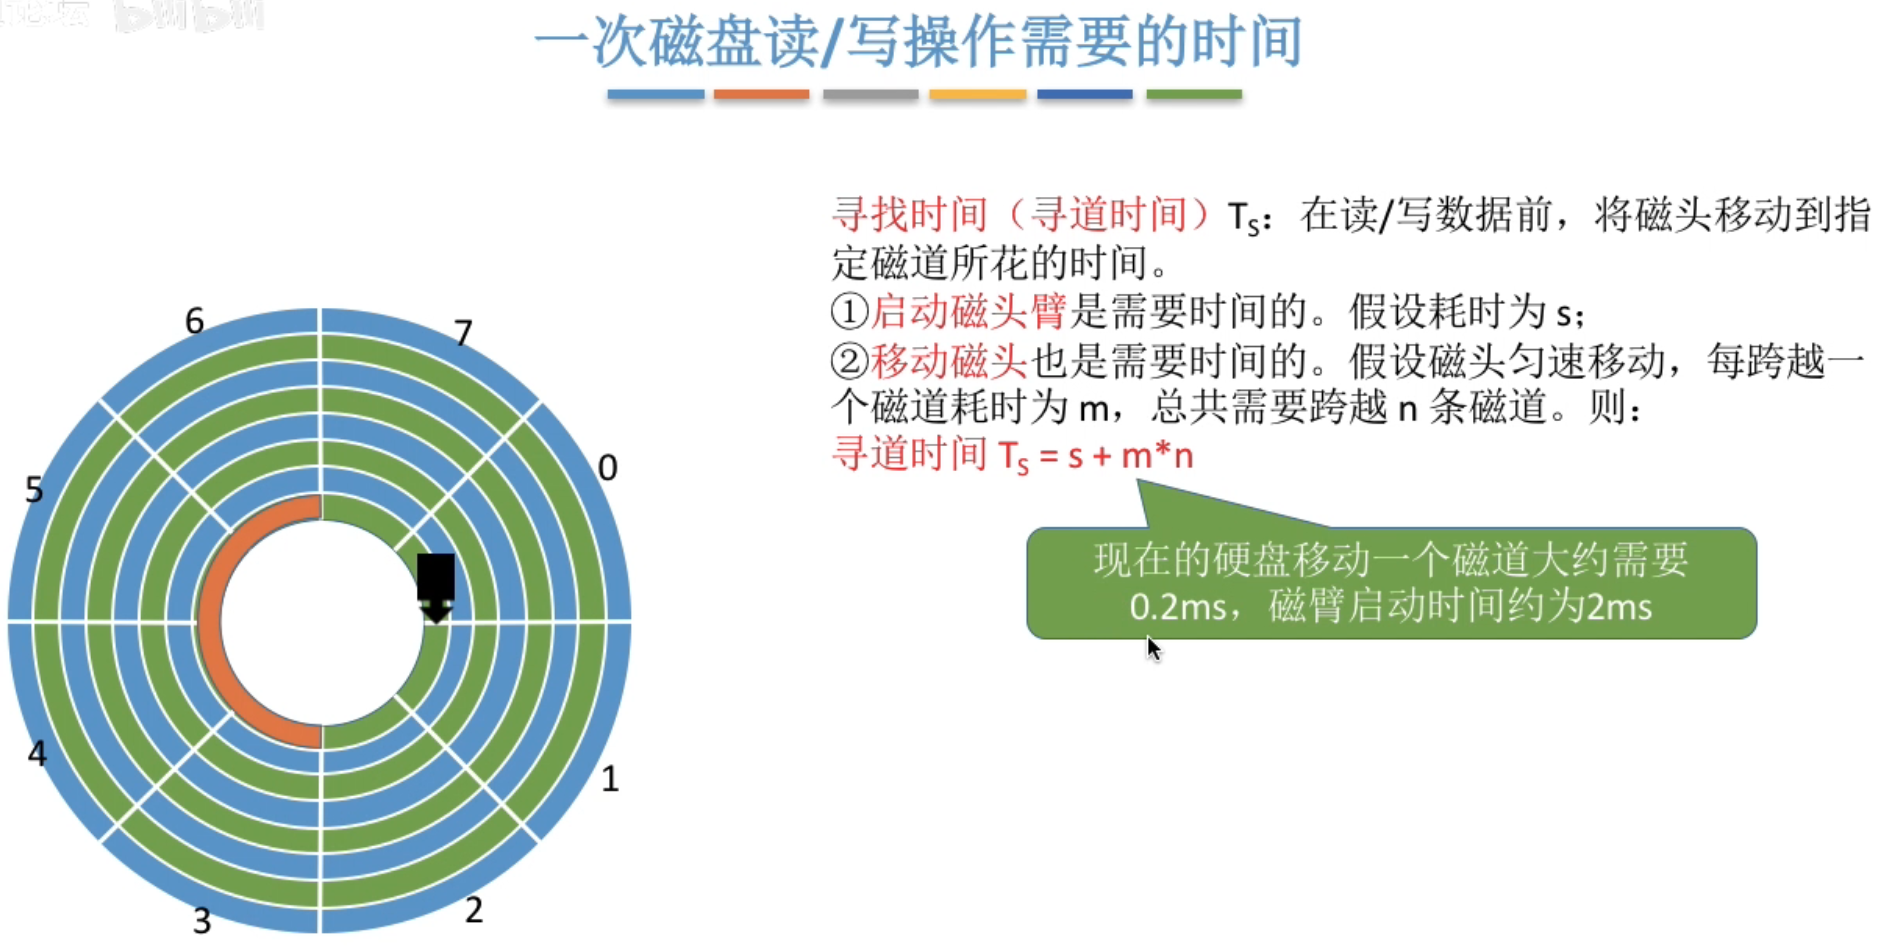 一次磁盘读/写操作需要的时间
寻找时间（寻道时间）TS：在读/写数据前，将磁头移动到指
定磁道所花的时间。
①启动磁头臂是需要时间的。假设耗时为 s；
②移动磁头也是需要时间的。假设磁头匀速移动，每跨越一
个磁道耗时为 m，总共需要跨越 n 条磁道。则：
寻道时间 TS = s + m*n
现在的硬盘移动一个磁道大约需要
0.2ms，磁臂启动时间约为2ms
6
7
5
0
4
1
3
2